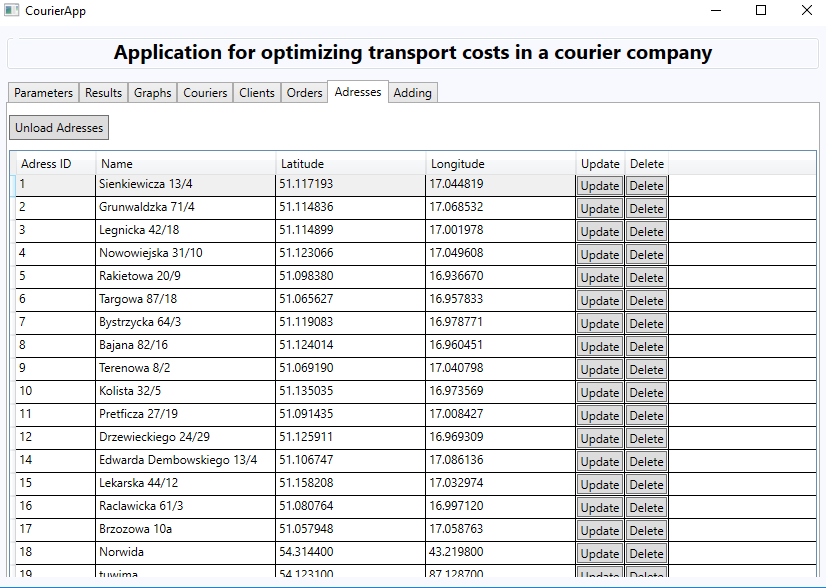 CourierApp
Application for optimizing transport costs in a courier company
Parameters Results Graphs Couriers Clients Orders Adresses Adding
Unload Adresses
Adress ID Name Latitude Longitude Update Delete
1 Sienkiewicza 13/4 51.117193 17.044819 Update Delete
2 Grunwaldzka 71/4 51.114836 17.068532 Update Delete
3 Legnicka 42/18 51.114899 17.001978 Update Delete
4 Nowowiejska 31/10 51.123066 17.049608 Update Delete
5 Rakietowa 20/9 51.098380 16.936670 Update Delete
6 Targowa 87/18 51.065627 16.957833 Update Delete
7 Bystrzycka 64/3 51.119083 16.978771 Update Delete
8 Bajana 82/16 51.124014 16.960451 Update Delete
9 Terenowa 8/2 51.069190 17.040798 Update Delete
10 Kolista 32/5 51.135035 16.973569 Update Delete
11 Pretficza 27/19 51.091435 17.008427 Update Delete
12 Drzewieckiego 24/29 51.125911 16.969309 Update Delete
14 Edwarda Dembowskiego 13/4 51.106747 17.086136 Update Delete
15 Lekarska 44/12 51.158208 17.032974 Update Delete
16 Raclawicka 61/3 51.080764 16.997120 Update Delete
17 Brzozowa 10a 51.057948 17.058763 Update Delete
18 Norwida 54.314400 43.219800 Update Delete
19 tuwima 54.123100 87.128700 Update Delete